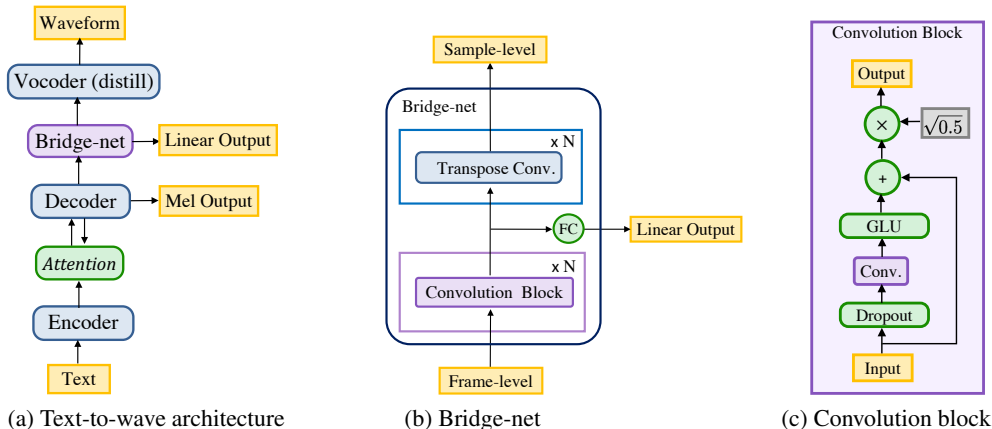 Waveform
Vocoder (distill)
Bridge-net
Linear Output
Decoder
Mel Output
Attention
Encoder
Text
(a) Text-to-wave architecture
Sample-level
Bridge-net
x N
Transpose Conv.
FC
Linear Output
x N
Convolution Block
Frame-level
(b) Bridge-net
Convolution Block
Output
×
√0.5
+
GLU
Conv.
Dropout
Input
(c) Convolution block